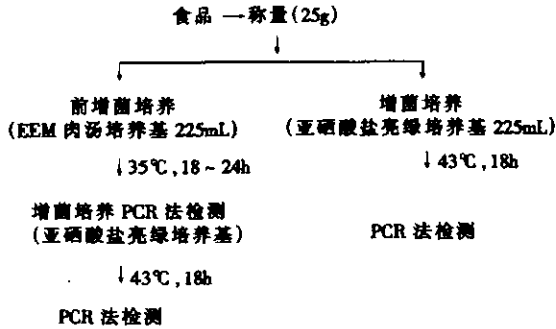 食品 → 称量(25g)
前增菌培养
(EEM 肉汤培养基 225mL)
↓35℃,18~24h
增菌培养 PCR 法检测
(亚硒酸盐亮绿培养基)
↓43℃,18h
PCR 法检测
增菌培养
(亚硒酸盐亮绿培养基 225mL)
↓43℃,18h
PCR 法检测